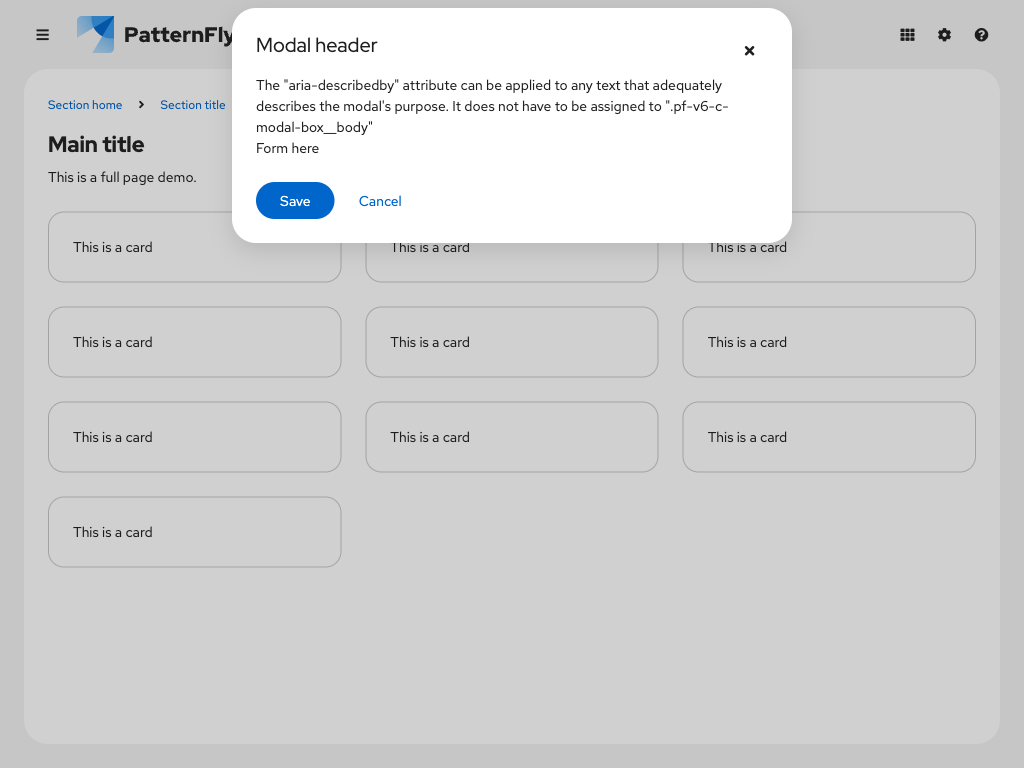 PatternFly
Modal header
The "aria-describedby" attribute can be applied to any text that adequately
describes the modal's purpose. It does not have to be assigned to ".pf-v6-c-
modal-box__body"
Form here
Save Cancel
Section home Section title
Main title
This is a full page demo.
This is a card This is a card This is a card
This is a card This is a card This is a card
This is a card This is a card This is a card
This is a card